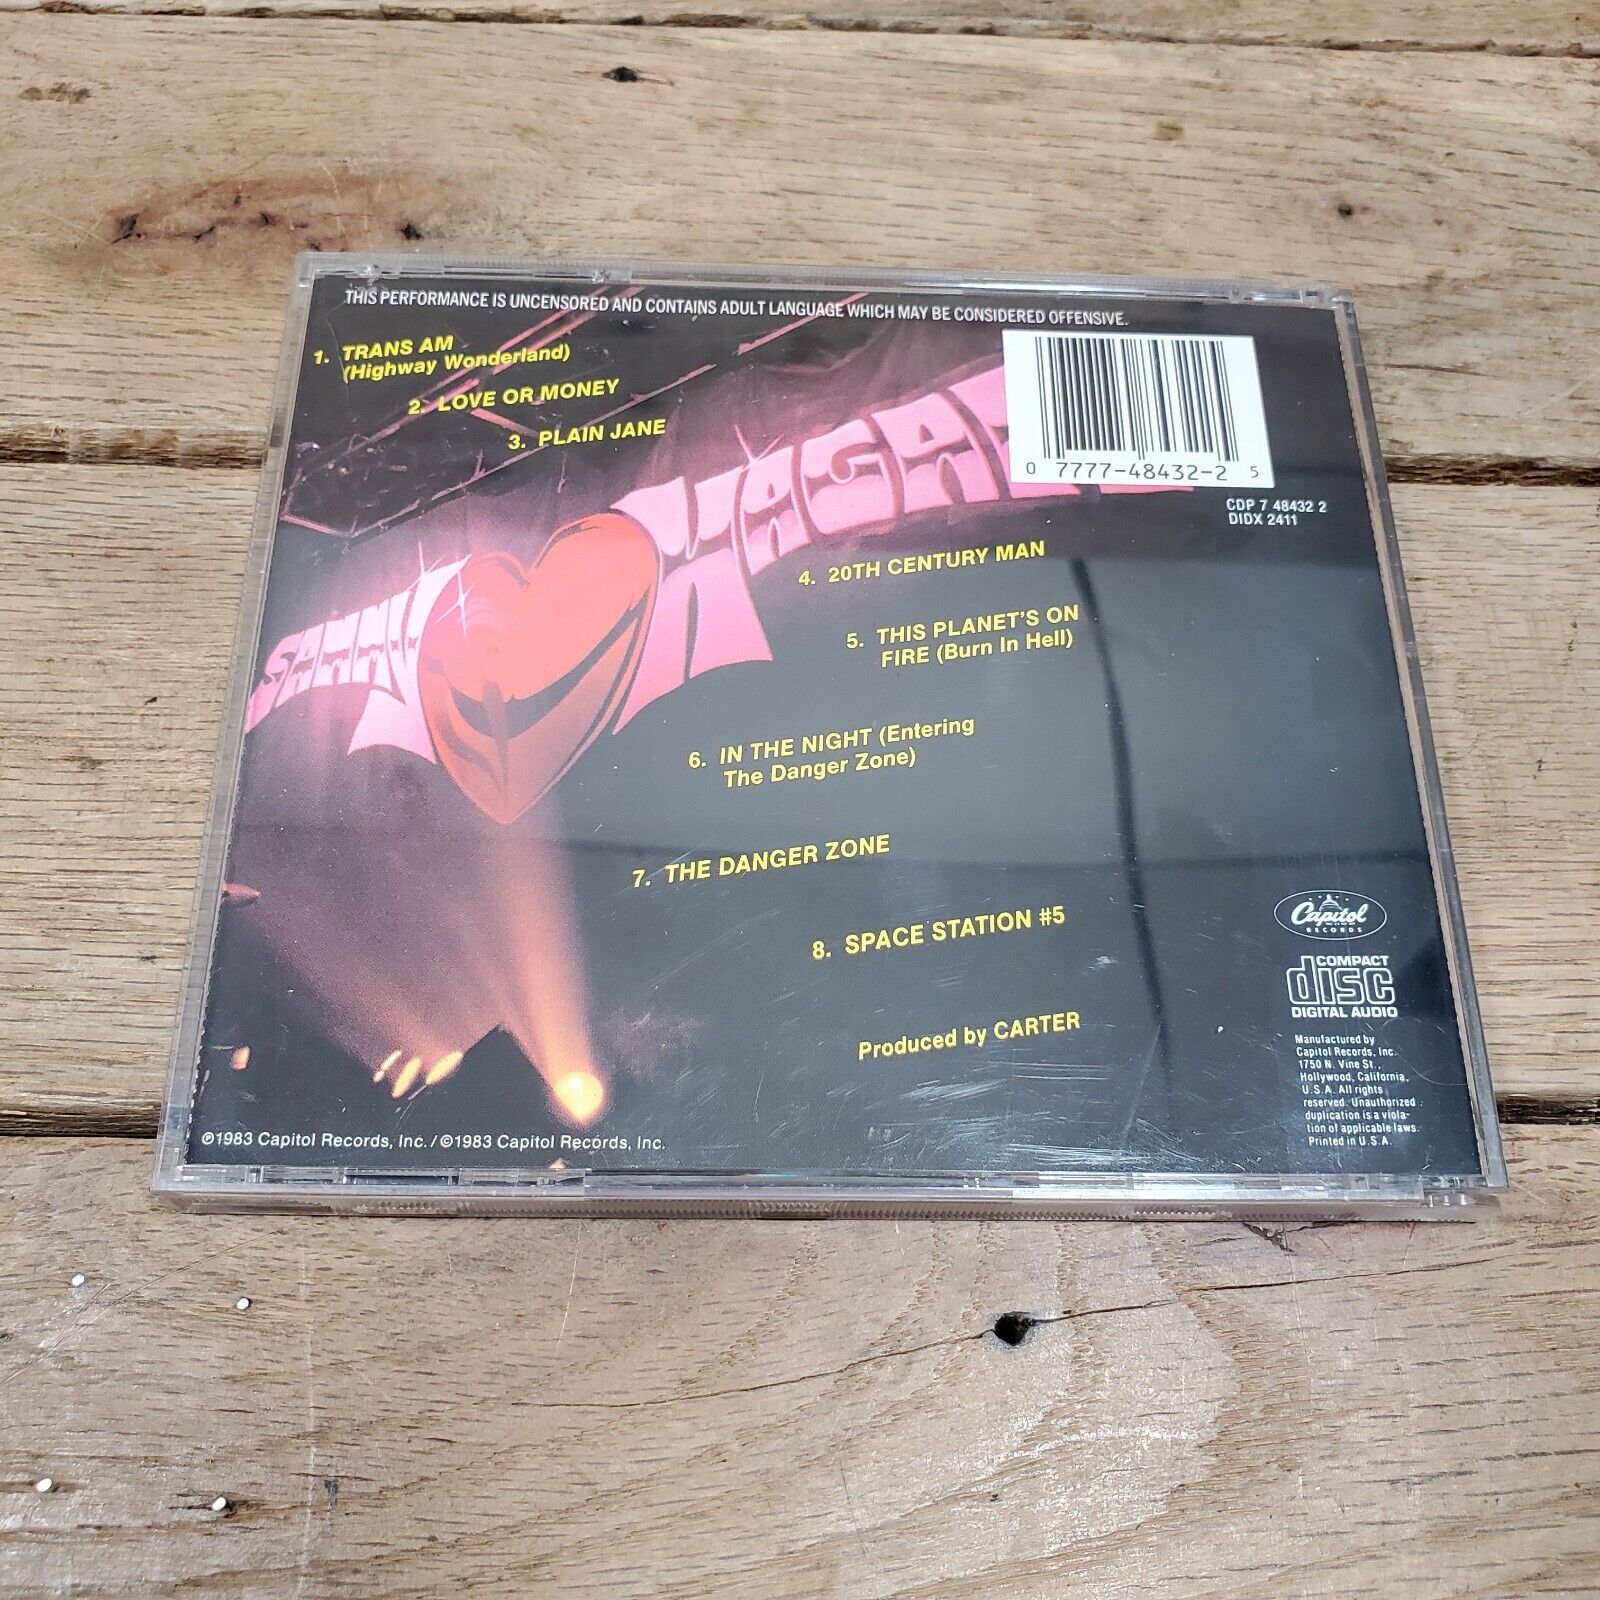 THIS PERFORMANCE IS UNCENSORED AND CONTAINS ADULT LANGUAGE WHICH MAY BE CONSIDERED OFFENSIVE.
1. TRANS AM
(Highway Wonderland)
2. LOVE OR MONEY
3. PLAIN JANE
0 77777-48432-2 5
CDP 7 48432 2
DIDX 2411
SAMMY HAGA
4. 20TH CENTURY MAN
5. THIS PLANET'S ON
FIRE (Burn In Hell)
6. IN THE NIGHT (Entering
The Danger Zone)
7. THE DANGER ZONE
8. SPACE STATION #5
Produced by CARTER
Capitol
RECORDS
COMPACT
disc
DIGITAL AUDIO
Manufactured by
Capitol Records, Inc.
1750 N. Vine St.,
Hollywood, California,
U.S.A. All rights
reserved. Unauthorized
duplication is a viola-
tion of applicable laws.
Printed in U.S.A.
℗1983 Capitol Records, Inc. / ©1983 Capitol Records, Inc.